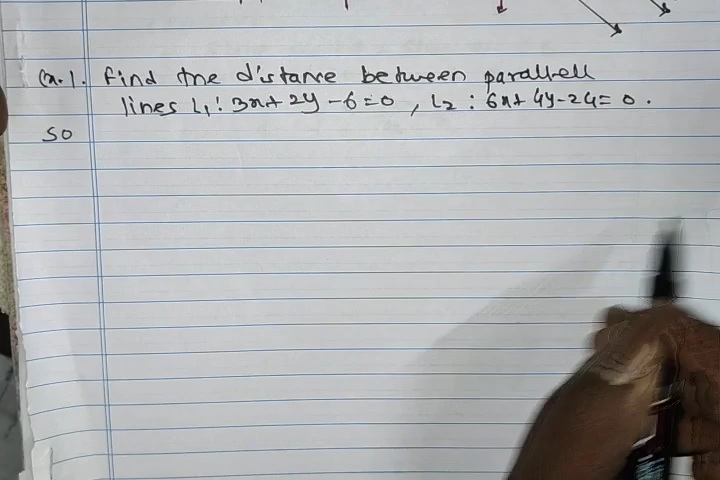 Q.1. Find the distance between parallell
lines L1: 3x+2y-6=0, L2: 6x+4y-24=0.
SO